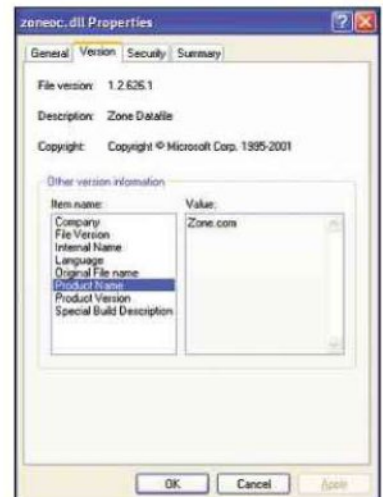 zoneoc.dll Properties
General Version Security Summary
File version: 1.2.626.1
Description: Zone Datafile
Copyright: Copyright © Microsoft Corp. 1995-2001
Other version information
Item name: Value:
Company Zone.com
File Version
Internal Name
Language
Original File name
Product Name
Product Version
Special Build Description
OK Cancel Apply